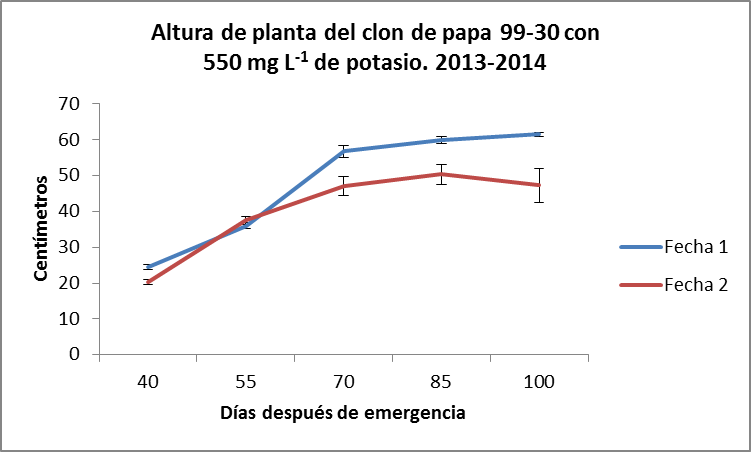 Altura de planta del clon de papa 99-30 con
550 mg L-1 de potasio. 2013-2014
70
60
50
40
30
20
10
0
Centímetros
40 55 70 85 100
Días después de emergencia
Fecha 1
Fecha 2